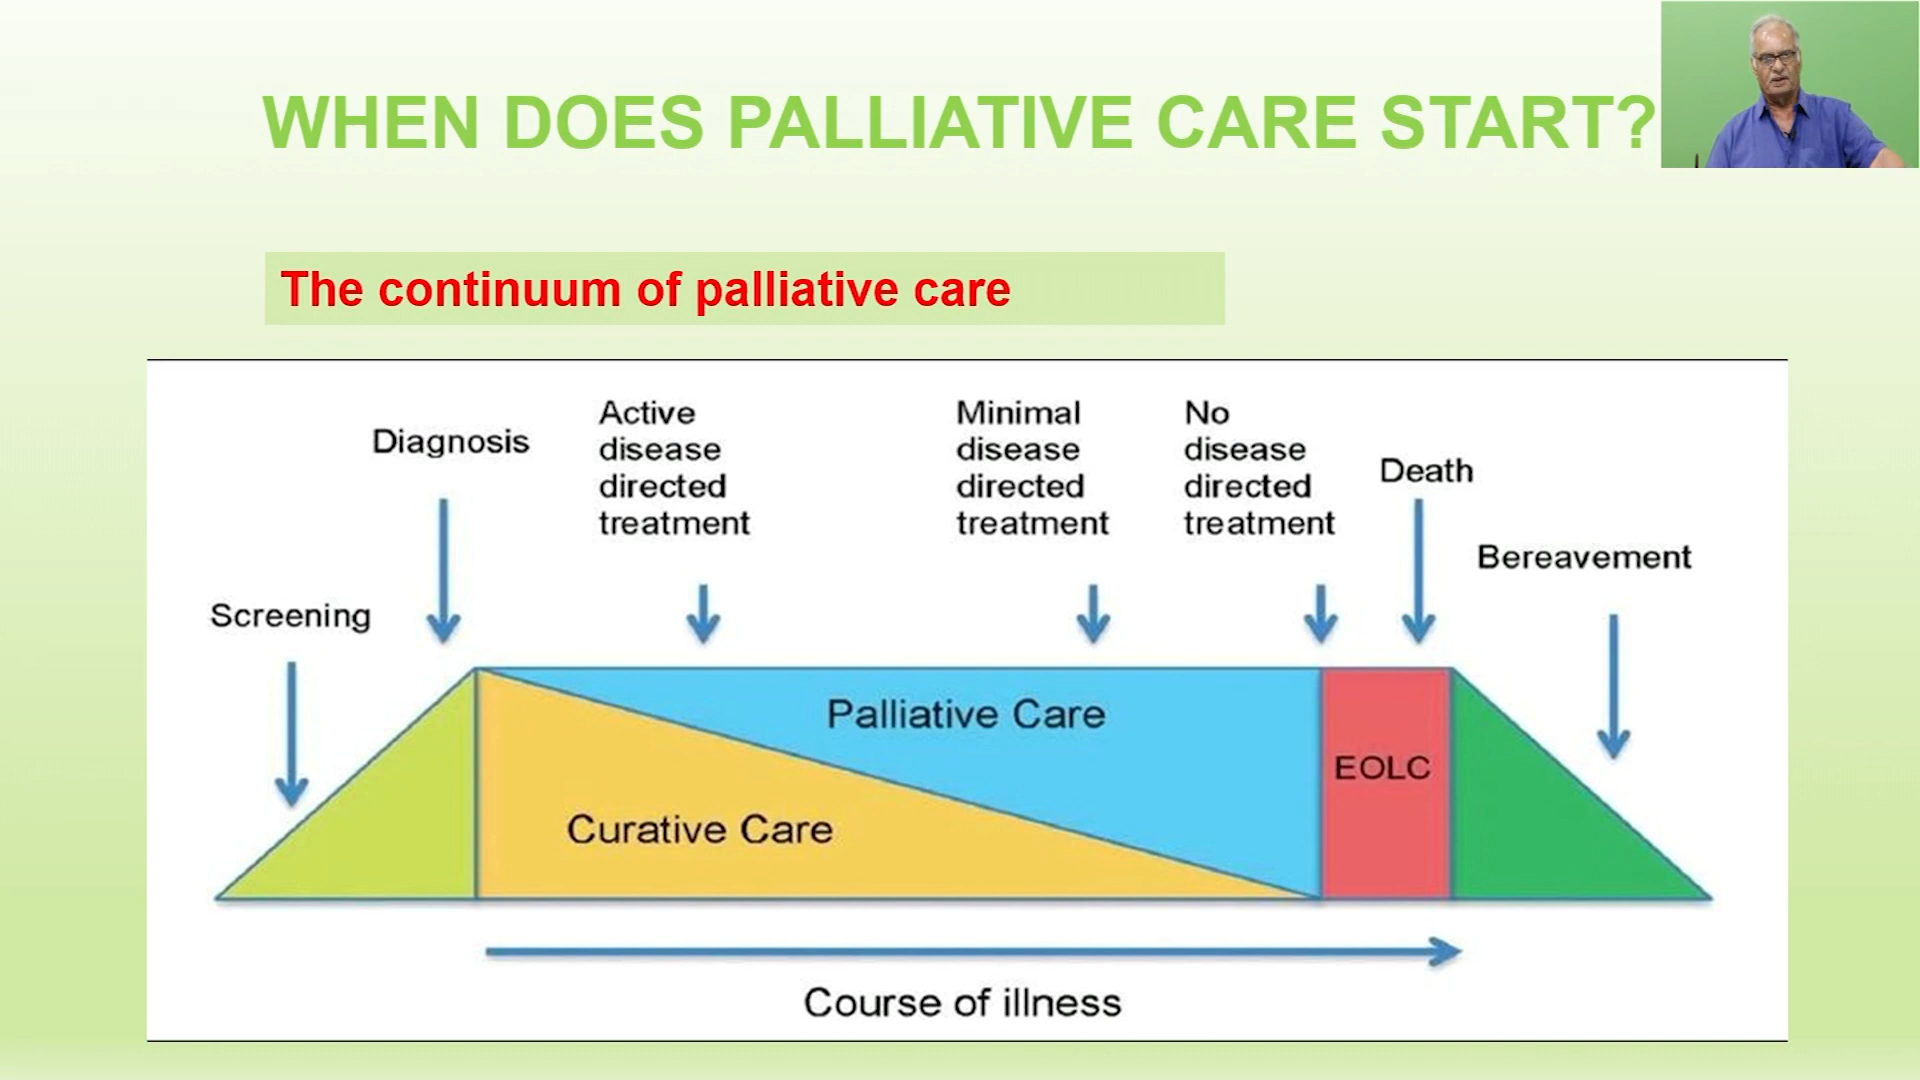 WHEN DOES PALLIATIVE CARE START?
The continuum of palliative care
Screening
Diagnosis
Active
disease
directed
treatment
Minimal
disease
directed
treatment
No
disease
directed
treatment
Death
Bereavement
Palliative Care
Curative Care
EOLC
Course of illness